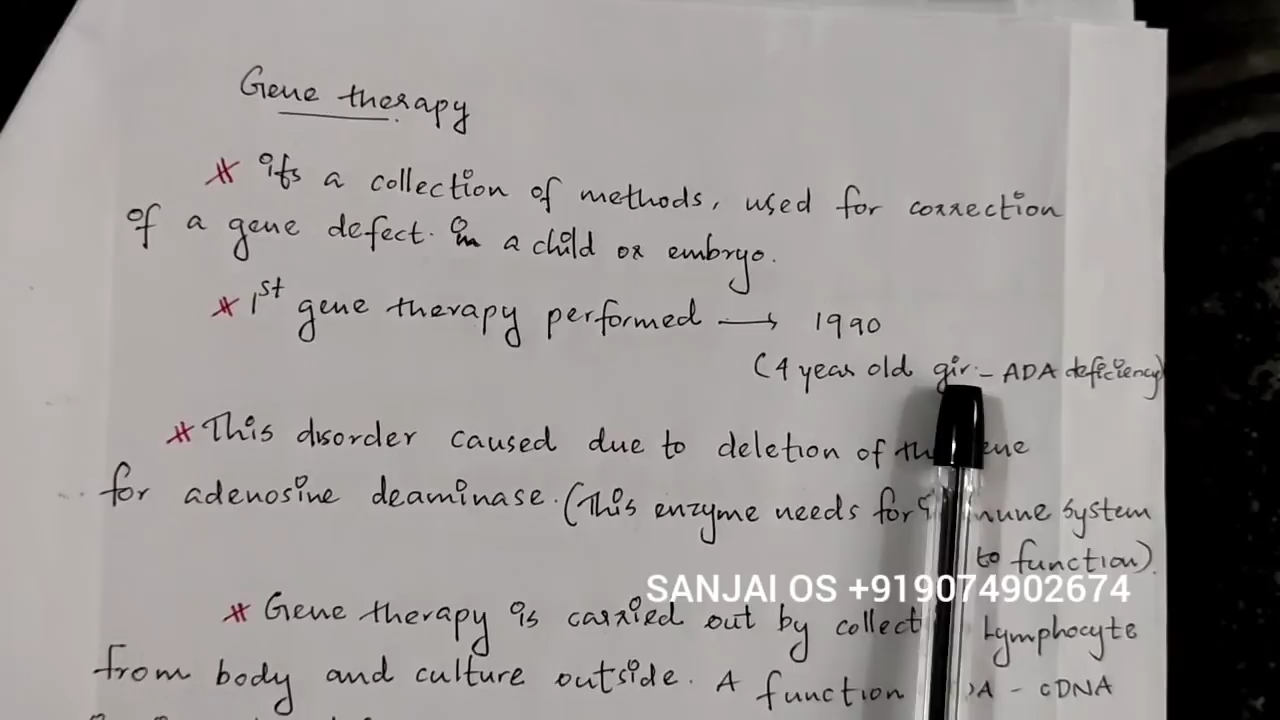 Gene therapy
* its a collection of methods, used for correction
of a gene defect. in a child or embryo.
* 1st gene therapy performed → 1990
(4 year old gir - ADA deficiency)
* This disorder caused due to deletion of
for adenosine deaminase. (This enzyme needs for system
to function).
SANJAI OS +919074902674
* Gene therapy is carried out by collect Lymphocyte
from body and culture outside. A function - cDNA